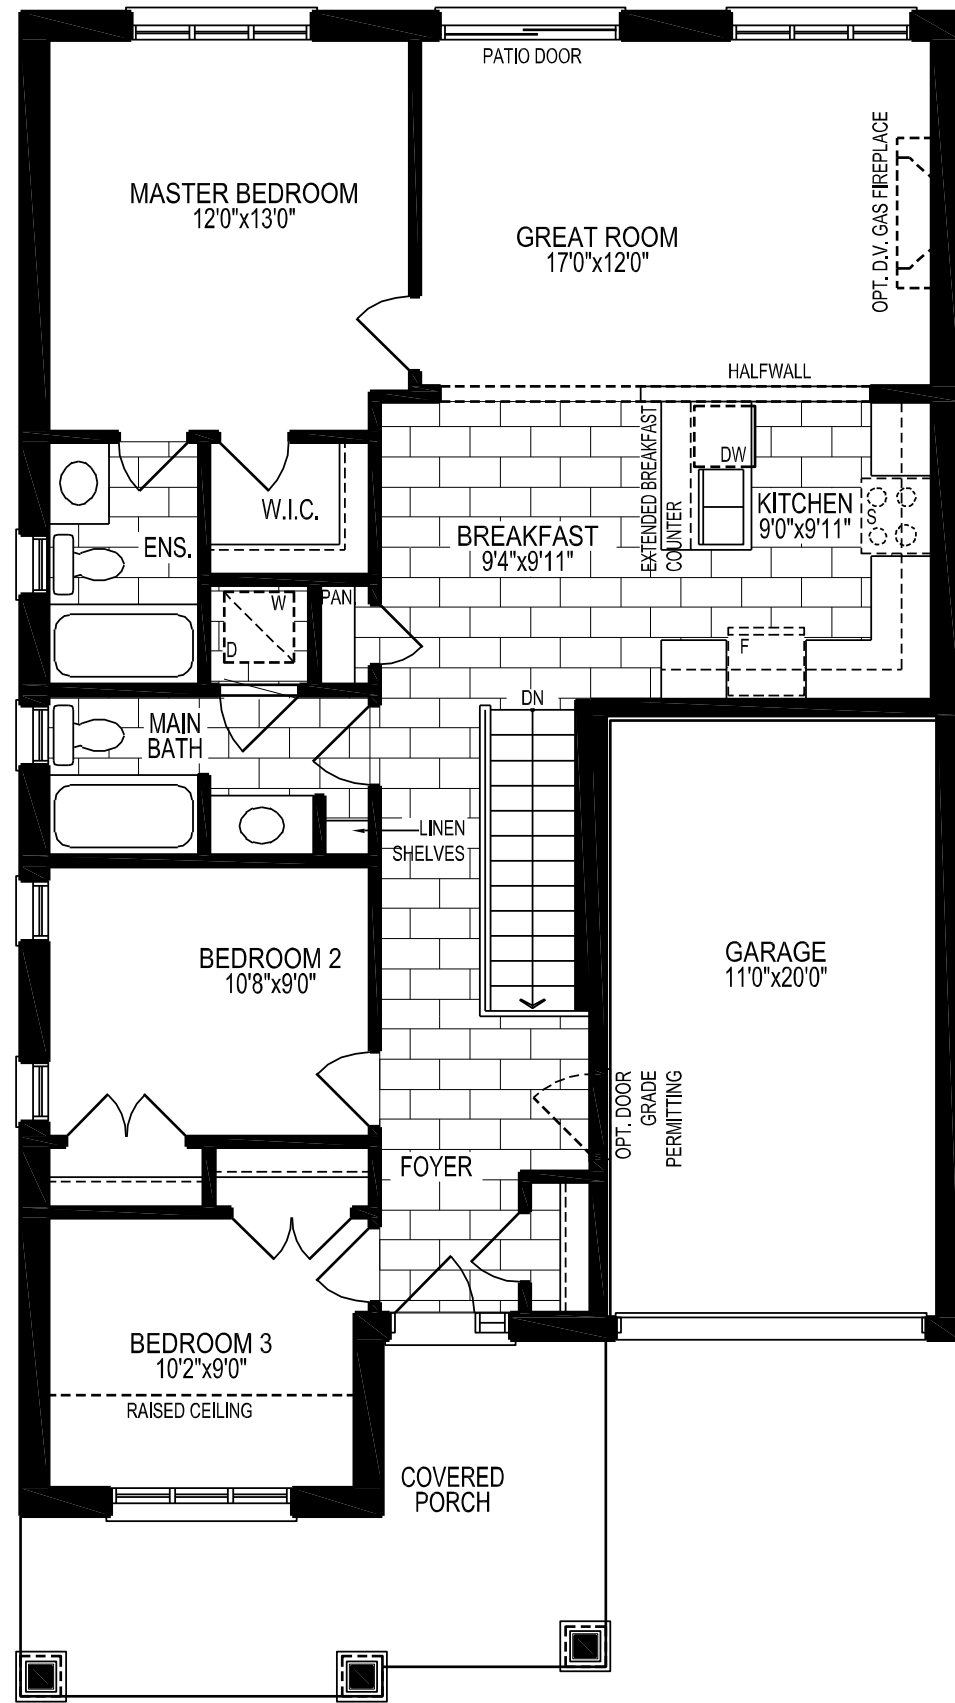 PATIO DOOR
MASTER BEDROOM
12'0"x13'0"
GREAT ROOM
17'0"x12'0"
OPT. D.V. GAS FIREPLACE
HALFWALL
EXTENDED BREAKFAST
COUNTER
DW
KITCHEN
9'0"x9'11"
S
W.I.C.
BREAKFAST
9'4"x9'11"
ENS.
W
D
PAN
F
DN
MAIN
BATH
LINEN
SHELVES
BEDROOM 2
10'8"x9'0"
GARAGE
11'0"x20'0"
OPT. DOOR
GRADE
PERMITTING
FOYER
BEDROOM 3
10'2"x9'0"
RAISED CEILING
COVERED
PORCH